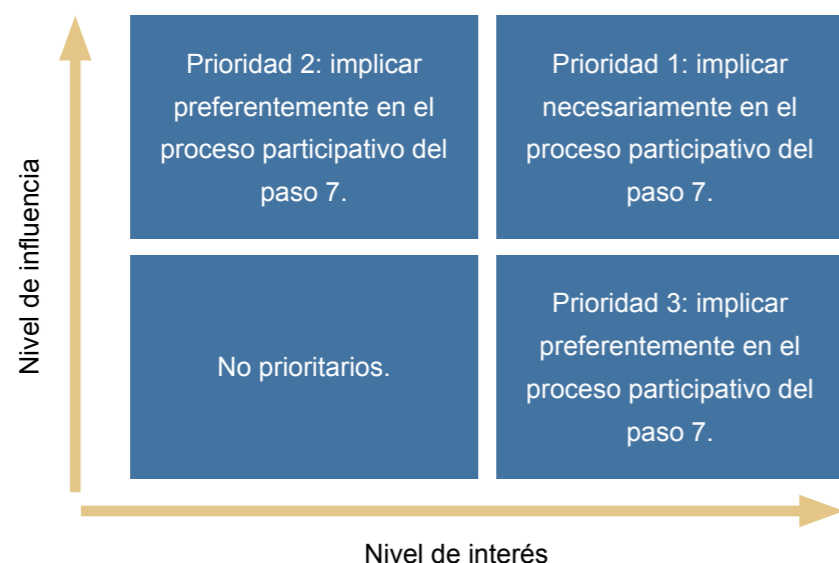 Prioridad 2: implicar
preferentemente en el
proceso participativo del
paso 7.
Prioridad 1: implicar
necesariamente en el
proceso participativo del
paso 7.
Nivel de influencia
No prioritarios.
Prioridad 3: implicar
preferentemente en el
proceso participativo del
paso 7.
Nivel de interés